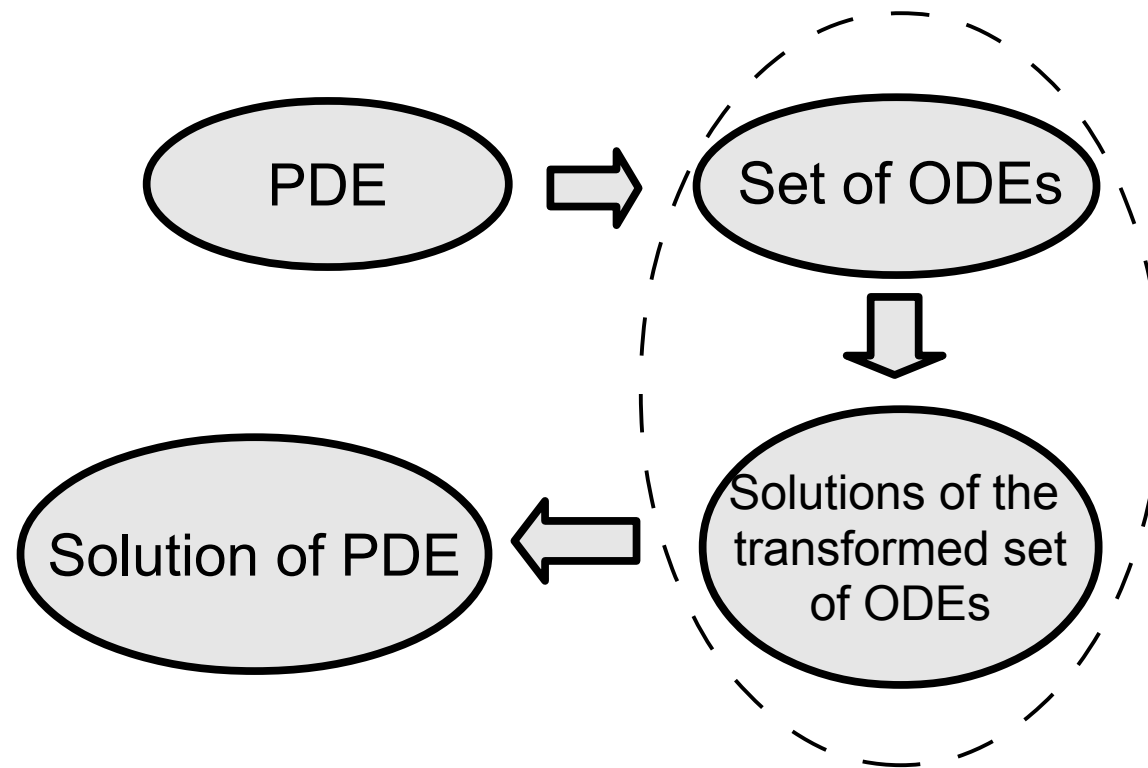 PDE
Set of ODEs
Solution of PDE
Solutions of the
transformed set
of ODEs